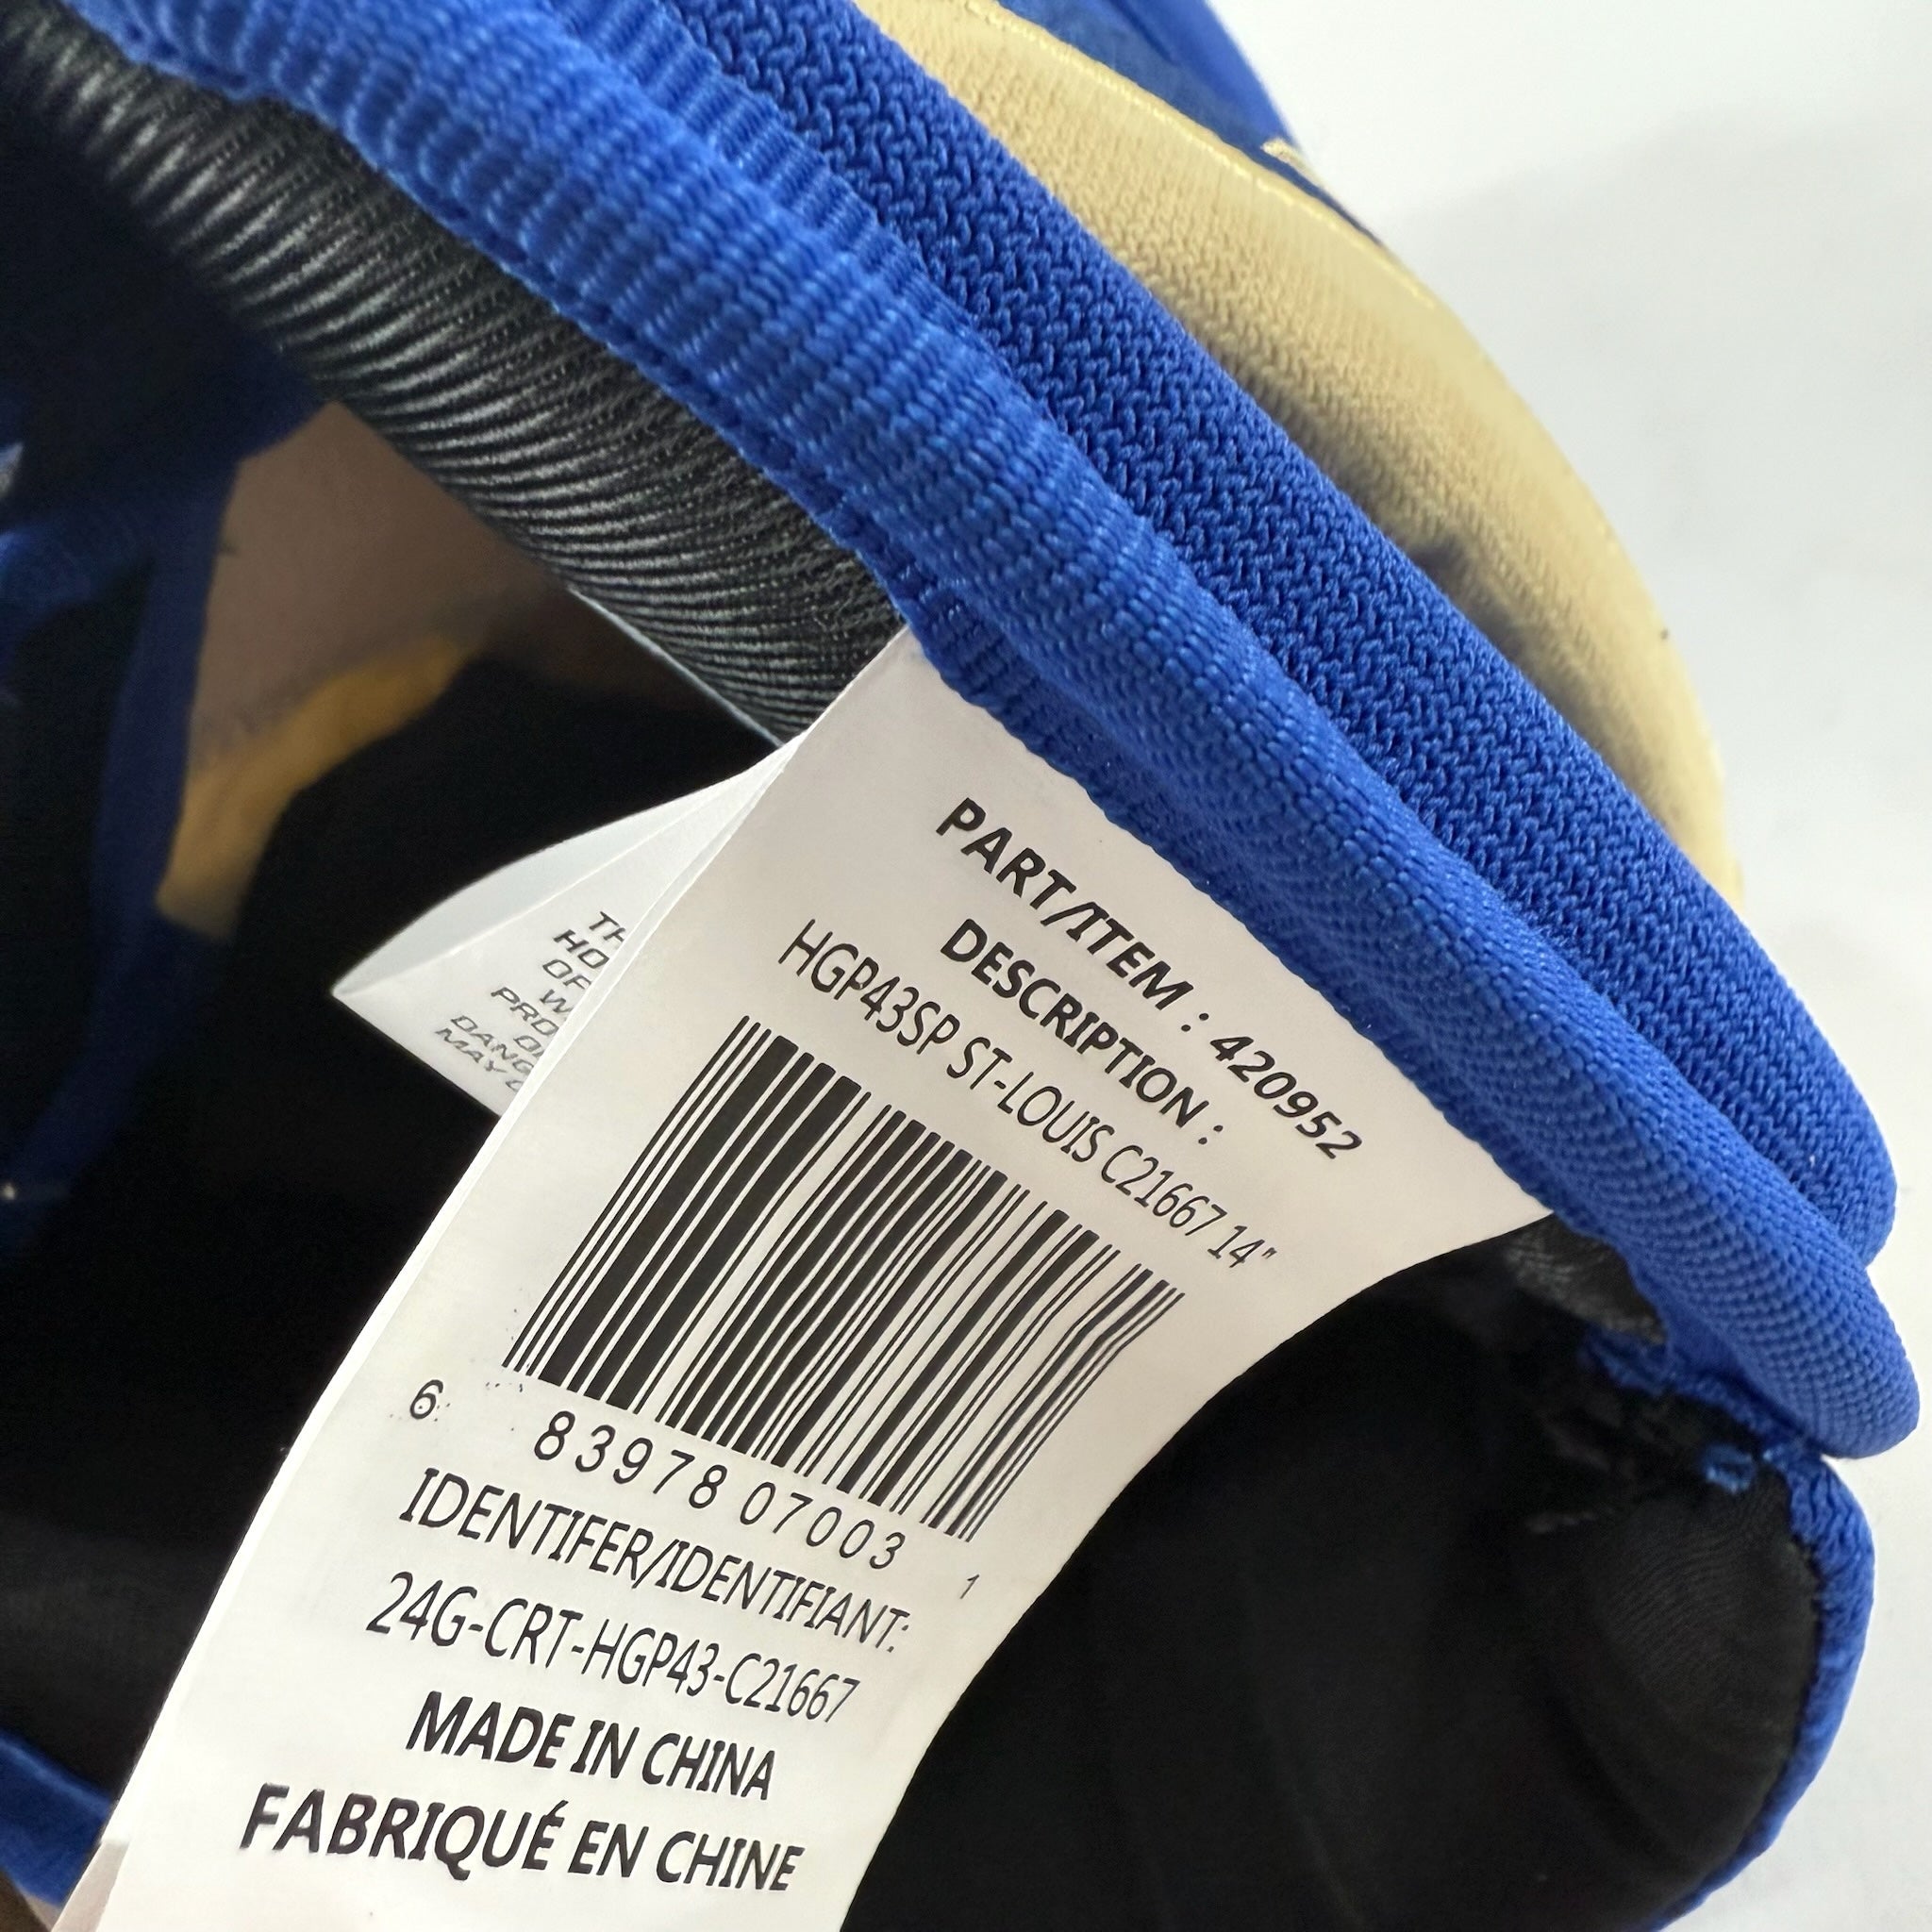 PART/ITEM : 420952
DESCRIPTION :
HGP43SP ST-LOUIS C21667 14"
6 83978 07003 1
IDENTIFER/IDENTIFIANT:
24G-CRT-HGP43-C21667
MADE IN CHINA
FABRIQUÉ EN CHINE
MAY